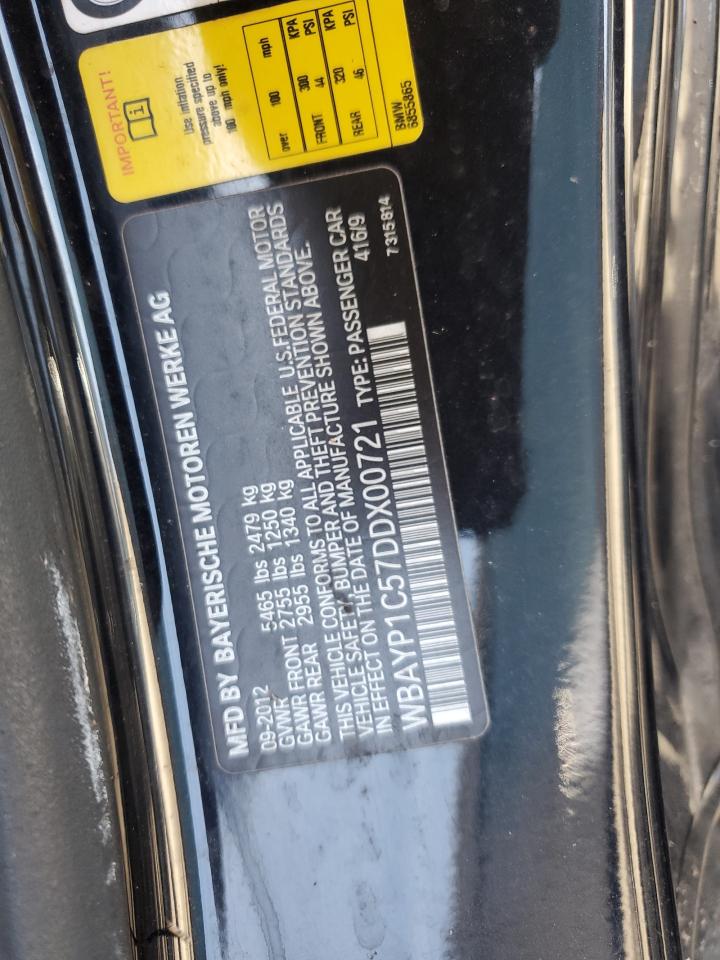 IMPORTANT!
Use inflation
pressure specified
above up to
100 mph only!
over 100 mph
KPA 300 KPA 320
FRONT PSI 44 REAR PSI 46
BMW
6855865
MFD BY BAYERISCHE MOTOREN WERKE AG
09-2012
GVWR 5465 lbs 2479 kg
GAWR FRONT 2755 lbs 1250 kg
GAWR REAR 2955 lbs 1340 kg
THIS VEHICLE CONFORMS TO ALL APPLICABLE U.S.FEDERAL MOTOR
VEHICLE SAFETY,BUMPER AND THEFT PREVENTION STANDARDS
IN EFFECT ON THE DATE OF MANUFACTURE SHOWN ABOVE.
WBAYP1C57DDX00721 TYPE: PASSENGER CAR
416/9
7 315 814